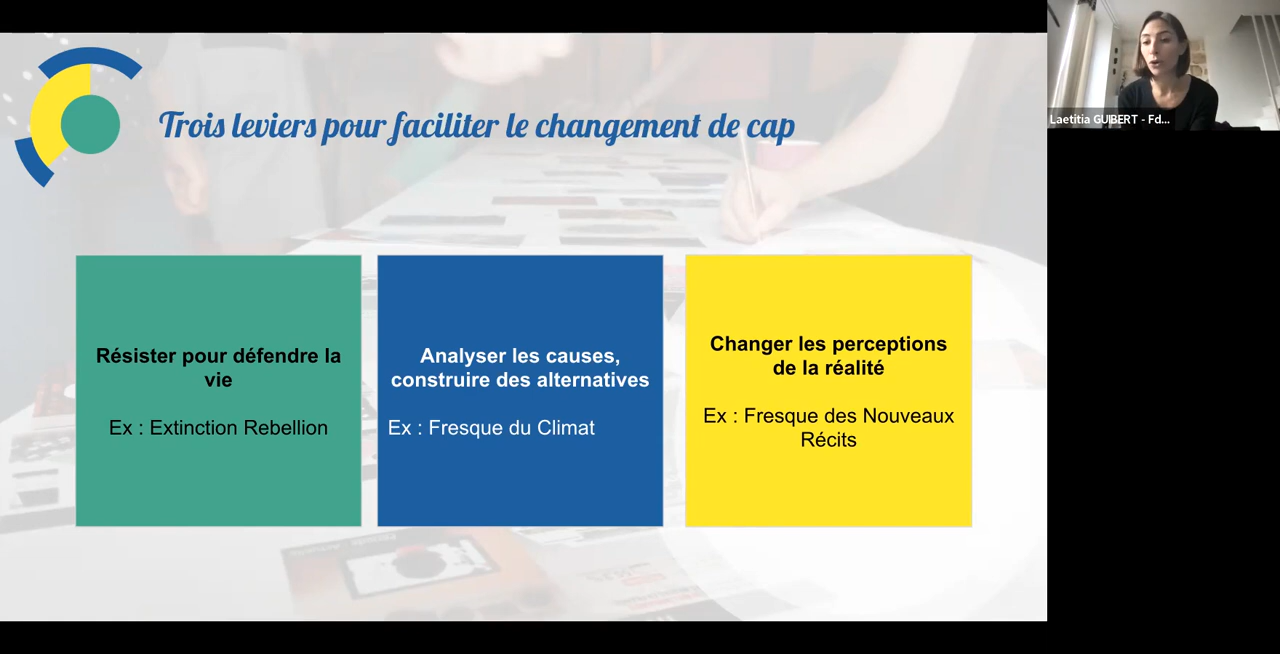 Trois leviers pour faciliter le changement de cap
Laetitia GUIBERT - Fd...
Résister pour défendre la
vie
Ex : Extinction Rebellion
Analyser les causes,
construire des alternatives
Ex : Fresque du Climat
Changer les perceptions
de la réalité
Ex : Fresque des Nouveaux
Récits